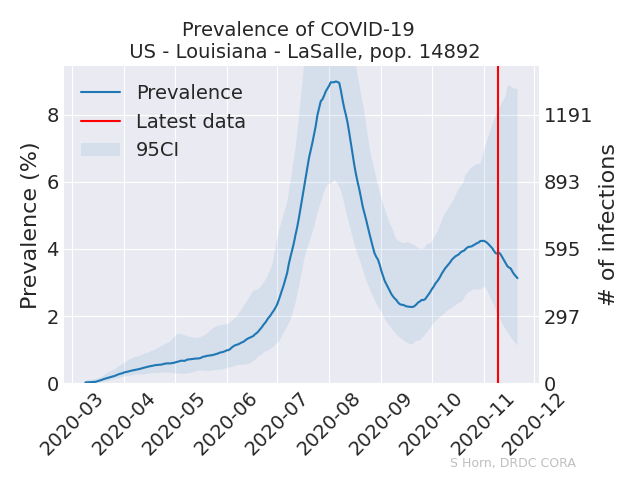 Prevalence of COVID-19
US - Louisiana - LaSalle, pop. 14892
Prevalence
Latest data
95CI
Prevalence (%)
8
6
4
2
0
1191
893
595
297
0
# of infections
2020-03
2020-04
2020-05
2020-06
2020-07
2020-08
2020-09
2020-10
2020-11
2020-12
S Horn, DRDC CORA